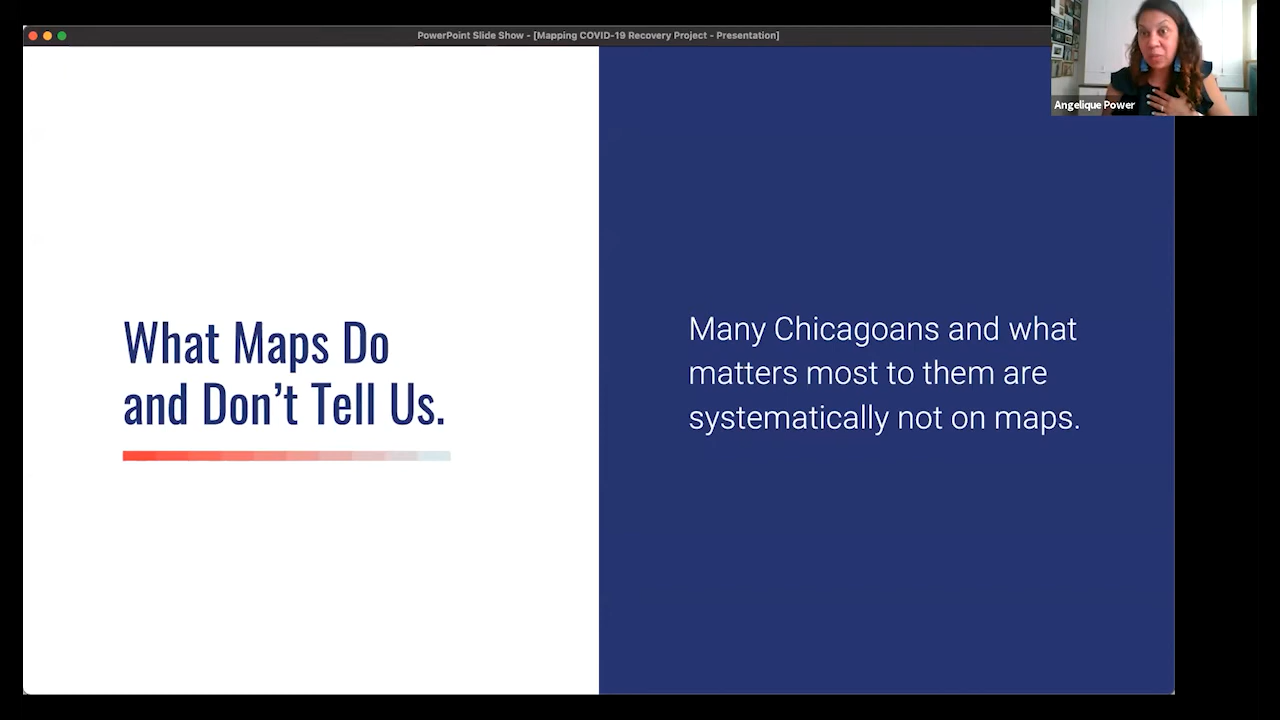 PowerPoint Slide Show - [Mapping COVID-19 Recovery Project - Presentation]
Angelique Power
What Maps Do
and Don’t Tell Us.
Many Chicagoans and what
matters most to them are
systematically not on maps.